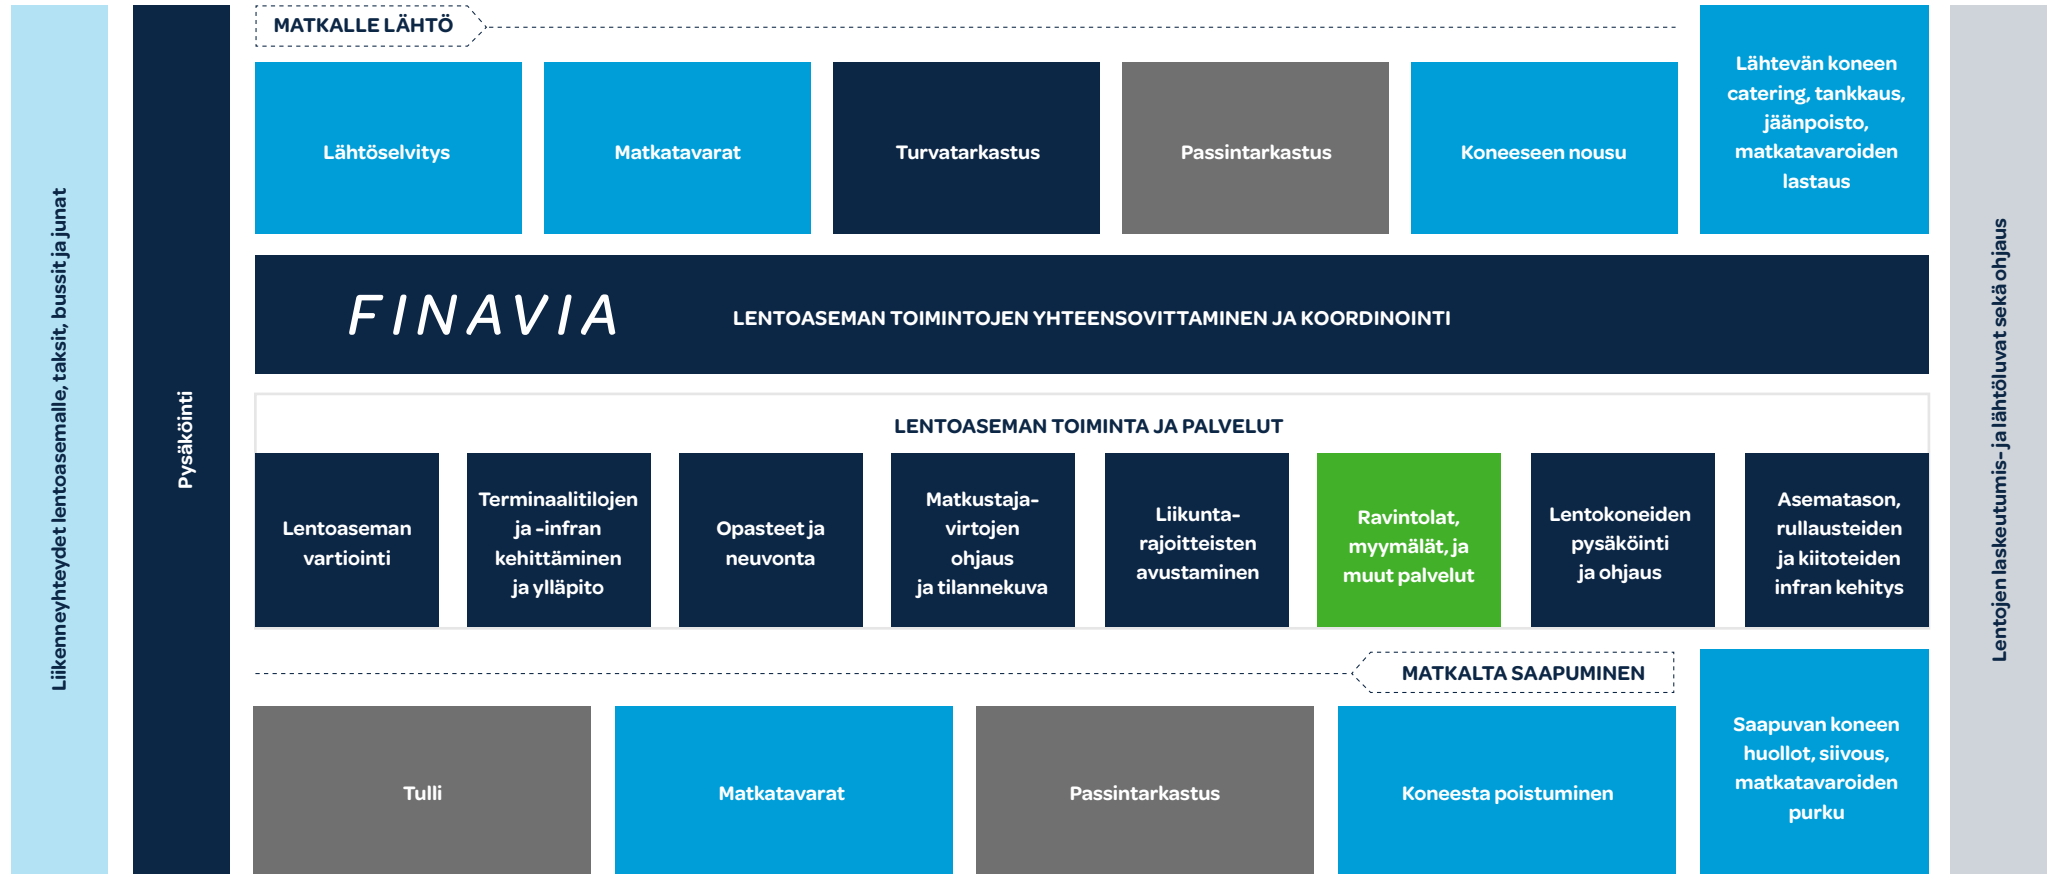 Liikenneyhteydet lentoasemalle, taksit, bussit ja junat
Pysäköinti
MATKALLE LÄHTÖ
Lähtöselvitys
Matkatavarat
Turvatarkastus
Passintarkastus
Koneeseen nousu
Lähtevän koneen
catering, tankkaus,
jäänpoisto,
matkatavaroiden
lastaus
FINAVIA
LENTOASEMAN TOIMINTOJEN YHTEENSOVITTAMINEN JA KOORDINOINTI
LENTOASEMAN TOIMINTA JA PALVELUT
Lentoaseman
vartiointi
Terminaalitilojen
ja -infran
kehittäminen
ja ylläpito
Opasteet ja
neuvonta
Matkustaja-
virtojen
ohjaus
ja tilannekuva
Liikunta-
rajoitteisten
avustaminen
Ravintolat,
myymälät, ja
muut palvelut
Lentokoneiden
pysäköinti
ja ohjaus
Asematason,
rullausteiden
ja kiitoteiden
infran kehitys
MATKALTA SAAPUMINEN
Tulli
Matkatavarat
Passintarkastus
Koneesta poistuminen
Saapuvan koneen
huollot, siivous,
matkatavaroiden
purku
Lentojen laskeutumis- ja lähtöluvat sekä ohjaus